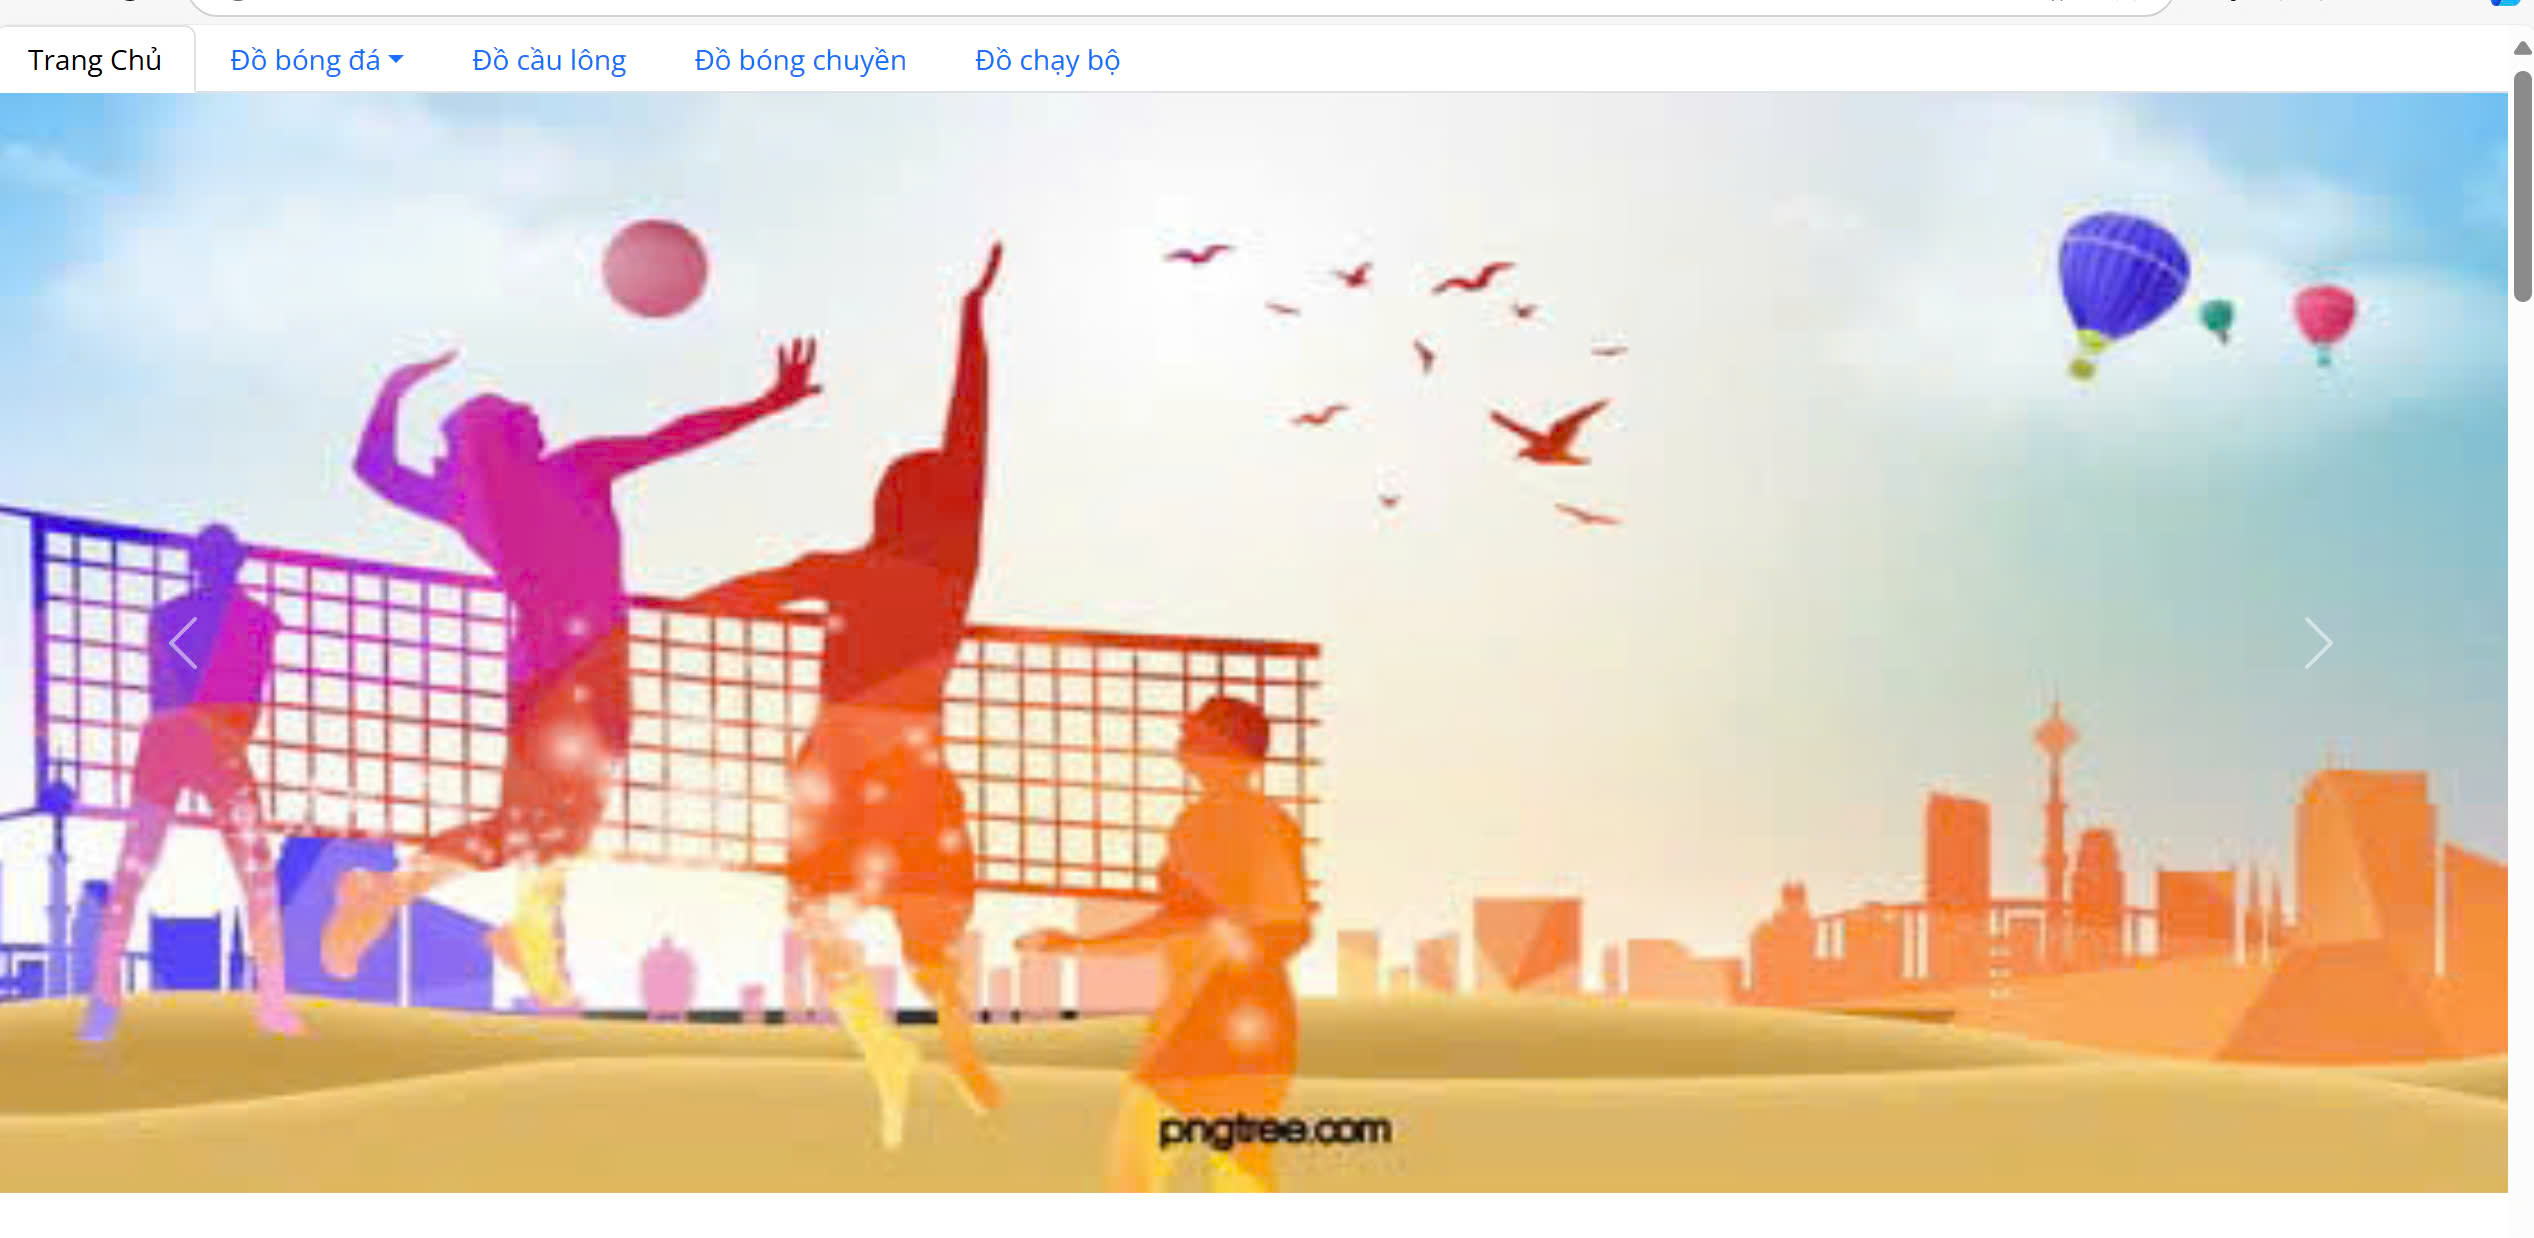 Trang Chủ
Đồ bóng đá
Đồ cầu lông
Đồ bóng chuyền
Đồ chạy bộ
pngtree.com